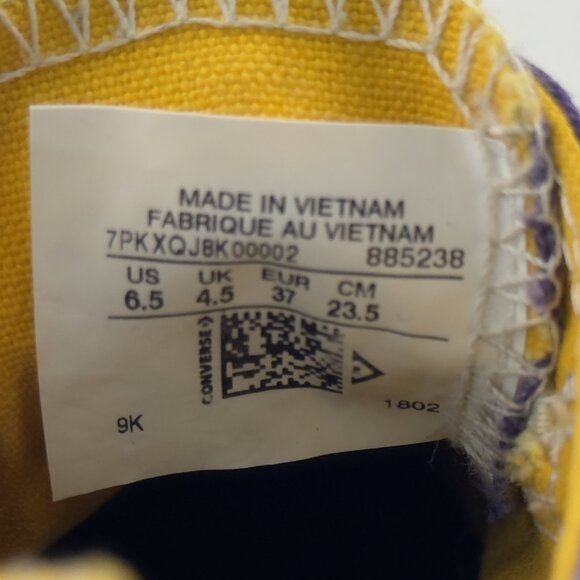 MADE IN VIETNAM
FABRIQUE AU VIETNAM
7PKXQJ8K00002 885238
US UK EUR CM
6.5 4.5 37 23.5
CONVERSE
1802
9K